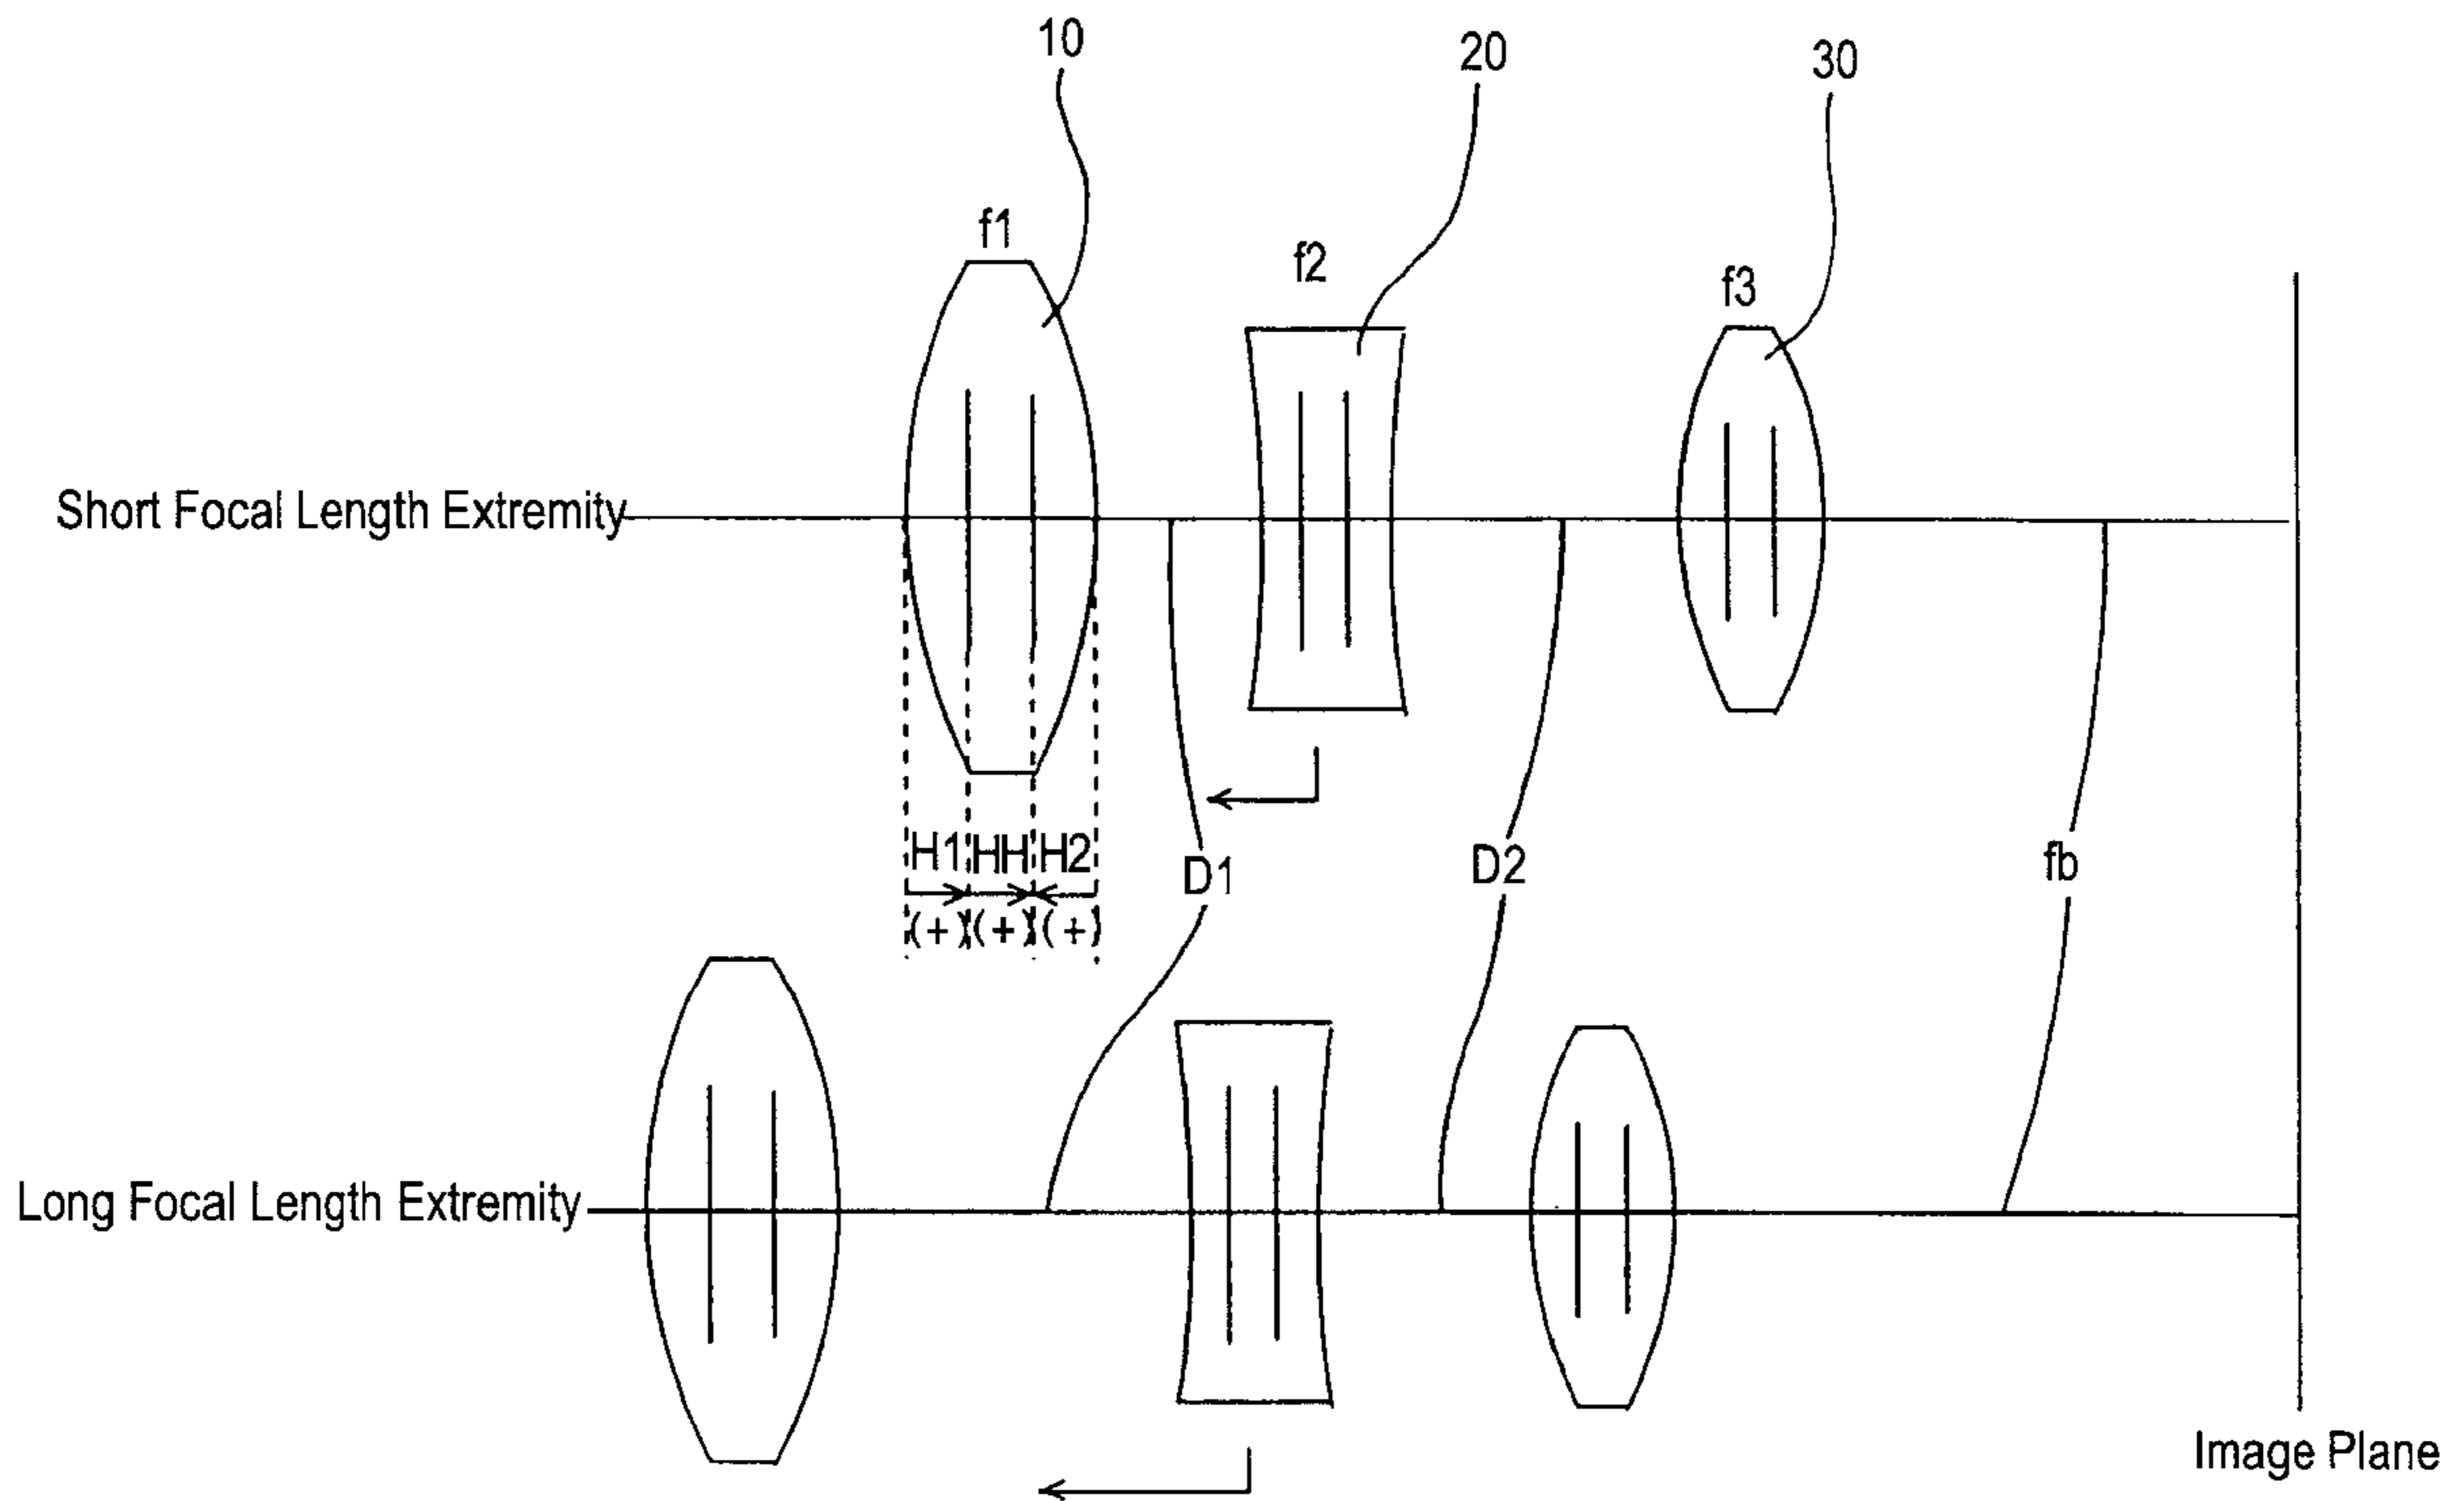 10
20
30
f1
f2
f3
Short Focal Length Extremity
H1 HH H2
D1
D2
fb
(+) (+) (+)
Long Focal Length Extremity
Image Plane